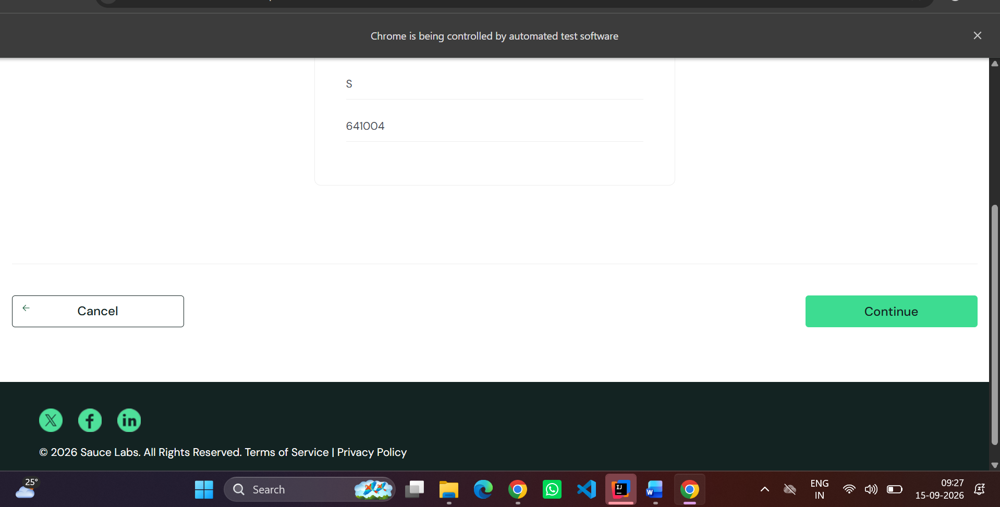 Chrome is being controlled by automated test software
S
641004
Cancel
Continue
© 2026 Sauce Labs. All Rights Reserved. Terms of Service | Privacy Policy
25°
Search
ENG
IN
09:27
15-09-2026